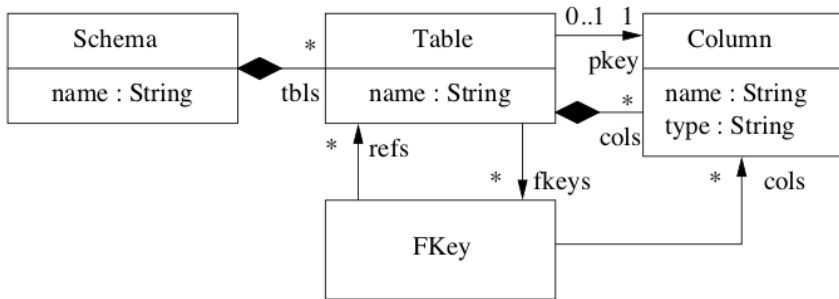 Schema
name : String
*
tbls
Table
name : String
0..1 1
pkey
*
cols
Column
name : String
type : String
* refs
* fkeys
* cols
FKey